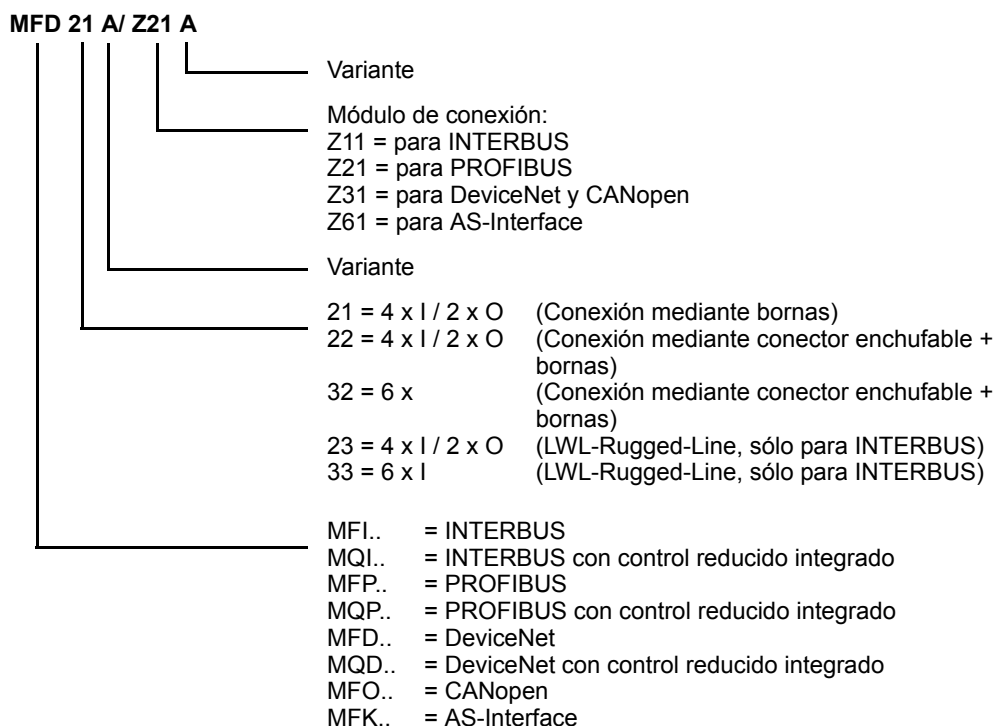 MFD 21 A/ Z21 A
Variante
Módulo de conexión:
Z11 = para INTERBUS
Z21 = para PROFIBUS
Z31 = para DeviceNet y CANopen
Z61 = para AS-Interface
Variante
21 = 4 x I / 2 x O (Conexión mediante bornas)
22 = 4 x I / 2 x O (Conexión mediante conector enchufable +
bornas)
32 = 6 x (Conexión mediante conector enchufable +
bornas)
23 = 4 x I / 2 x O (LWL-Rugged-Line, sólo para INTERBUS)
33 = 6 x I (LWL-Rugged-Line, sólo para INTERBUS)
MFI.. = INTERBUS
MQI.. = INTERBUS con control reducido integrado
MFP.. = PROFIBUS
MQP.. = PROFIBUS con control reducido integrado
MFD.. = DeviceNet
MQD.. = DeviceNet con control reducido integrado
MFO.. = CANopen
MFK.. = AS-Interface